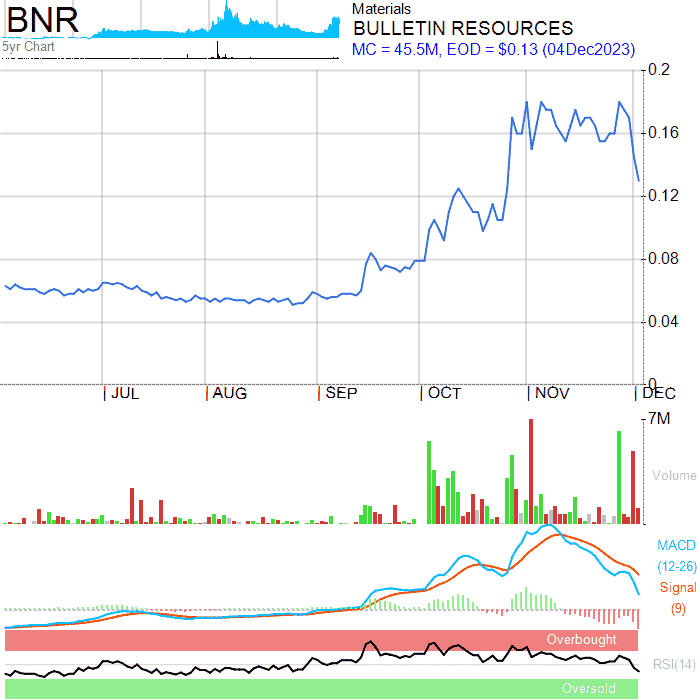 BNR
5yr Chart
Materials
BULLETIN RESOURCES
MC = 45.5M, EOD = $0.13 (04Dec2023)
0.2
0.16
0.12
0.08
0.04
0
JUL AUG SEP OCT NOV DEC
7M
Volume
MACD
(12-26)
Signal
(9)
Overbought
RSI(14)
Oversold